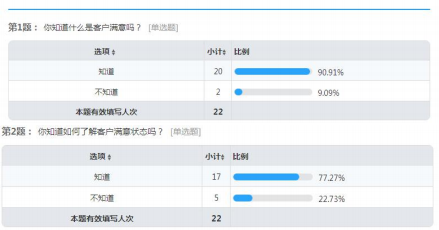 第1题： 你知道什么是客户满意吗？ [单选题]
选项 小计 比例
知道 20 90.91%
不知道 2 9.09%
本题有效填写人次 22
第2题： 你知道如何了解客户满意状态吗？ [单选题]
选项 小计 比例
知道 17 77.27%
不知道 5 22.73%
本题有效填写人次 22